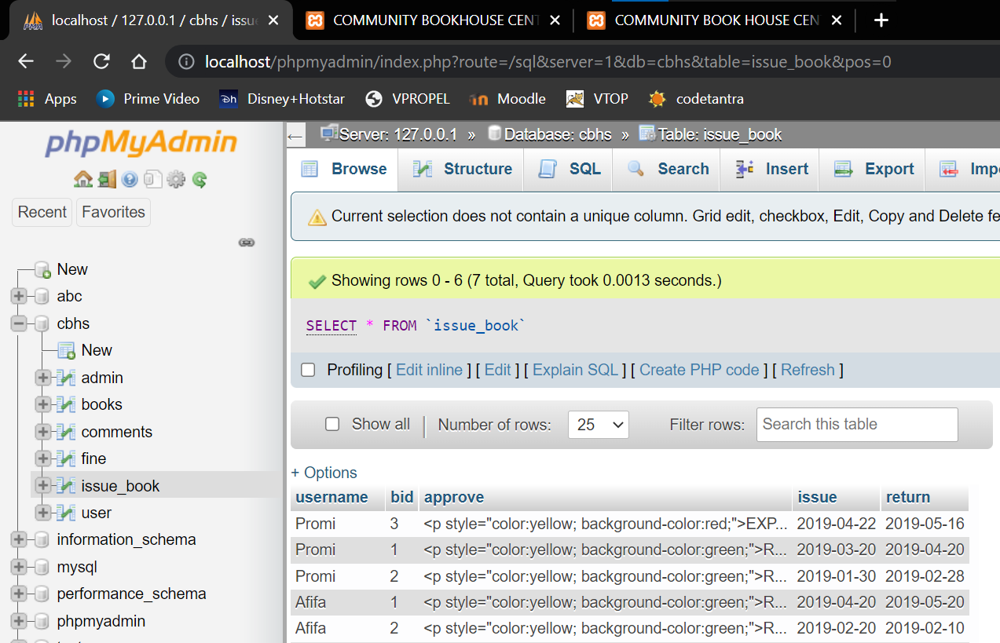 localhost / 127.0.0.1 / cbhs / issu
COMMUNITY BOOKHOUSE CENT
COMMUNITY BOOK HOUSE CEN
localhost/phpmyadmin/index.php?route=/sql&server=1&db=cbhs&table=issue_book&pos=0
Apps Prime Video Disney+Hotstar VPROPEL Moodle VTOP codetantra
phpMyAdmin
Recent Favorites
New
abc
cbhs
New
admin
books
comments
fine
issue_book
user
information_schema
mysql
performance_schema
phpmyadmin
Server: 127.0.0.1 » Database: cbhs » Table: issue_book
Browse Structure SQL Search Insert Export Impo
Current selection does not contain a unique column. Grid edit, checkbox, Edit, Copy and Delete fe
Showing rows 0 - 6 (7 total, Query took 0.0013 seconds.)
SELECT * FROM `issue_book`
Profiling [ Edit inline ] [ Edit ] [ Explain SQL ] [ Create PHP code ] [ Refresh ]
Show all | Number of rows: 25 Filter rows: Search this table
+ Options
username bid approve issue return
Promi 3 <p style="color:yellow; background-color:red;">EXP... 2019-04-22 2019-05-16
Promi 1 <p style="color:yellow; background-color:green;">R... 2019-03-20 2019-04-20
Promi 2 <p style="color:yellow; background-color:green;">R... 2019-01-30 2019-02-28
Afifa 1 <p style="color:yellow; background-color:green;">R... 2019-04-20 2019-05-20
Afifa 2 <p style="color:yellow; background-color:green;">R... 2019-02-20 2019-02-10